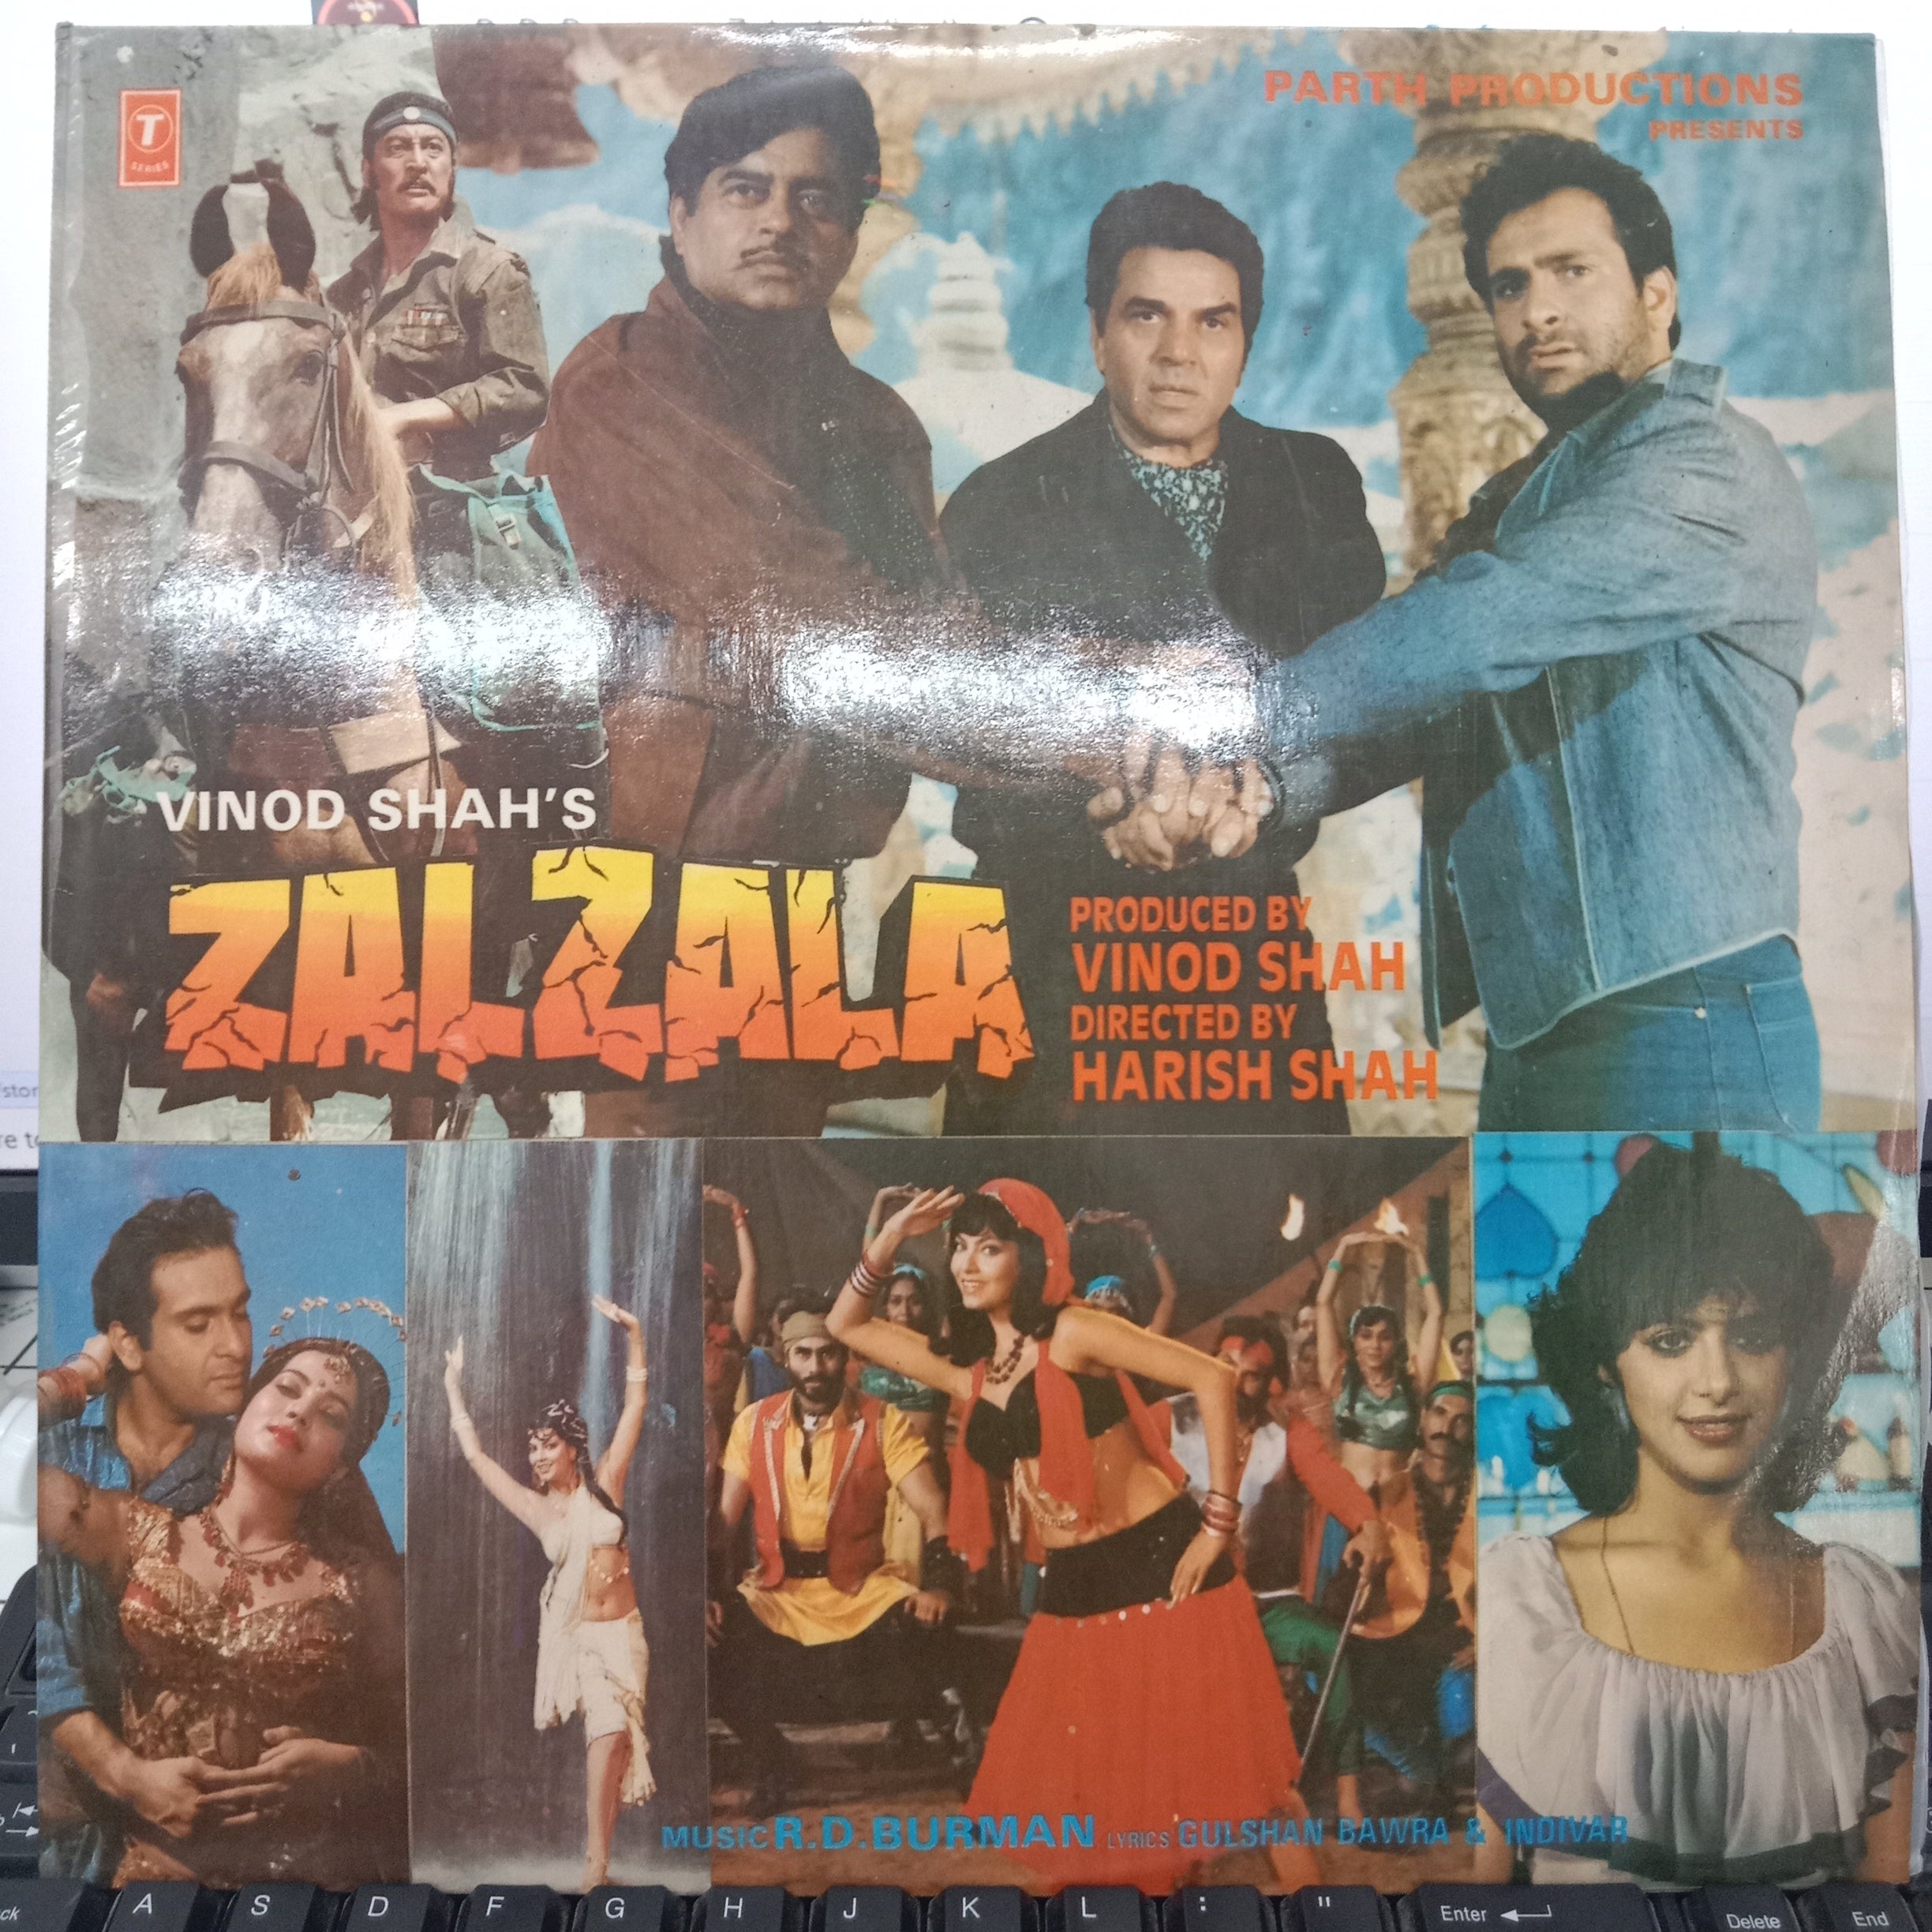 T
SERIES
PARTH PRODUCTIONS
PRESENTS
VINOD SHAH'S
ZALZALA
PRODUCED BY
VINOD SHAH
DIRECTED BY
HARISH SHAH
MUSIC R.D.BURMAN LYRICS GULSHAN BAWRA & INDIVAR
A S D F G H J K L : " Enter Delete End